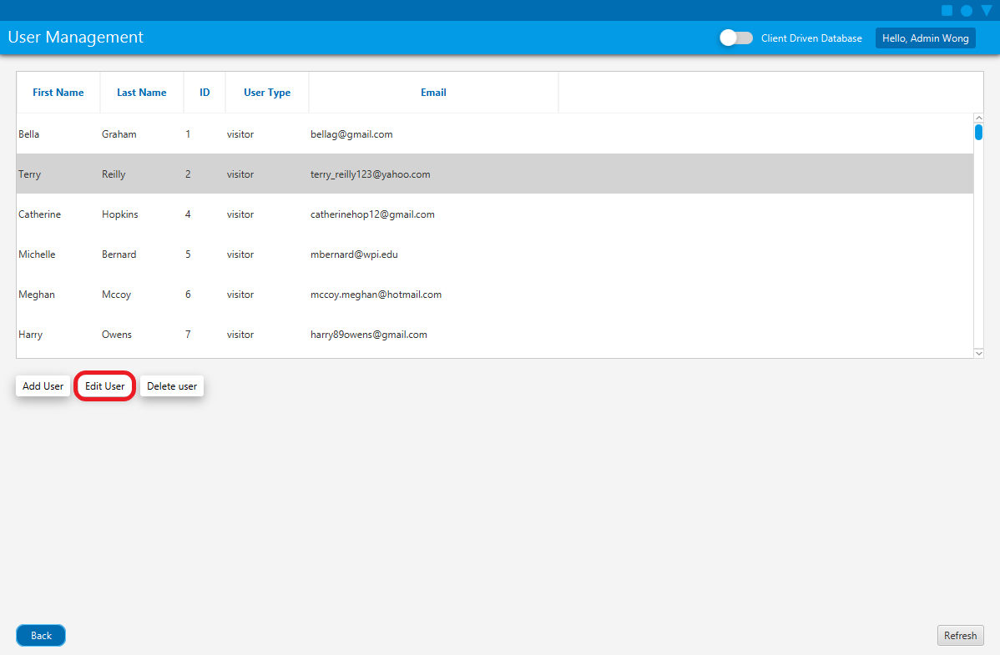 User Management Client Driven Database Hello, Admin Wong
First Name Last Name ID User Type Email
Bella Graham 1 visitor bellag@gmail.com
Terry Reilly 2 visitor terry_reilly123@yahoo.com
Catherine Hopkins 4 visitor catherinehop12@gmail.com
Michelle Bernard 5 visitor mbernard@wpi.edu
Meghan Mccoy 6 visitor mccoy.meghan@hotmail.com
Harry Owens 7 visitor harry89owens@gmail.com
Add User Edit User Delete user
Back Refresh